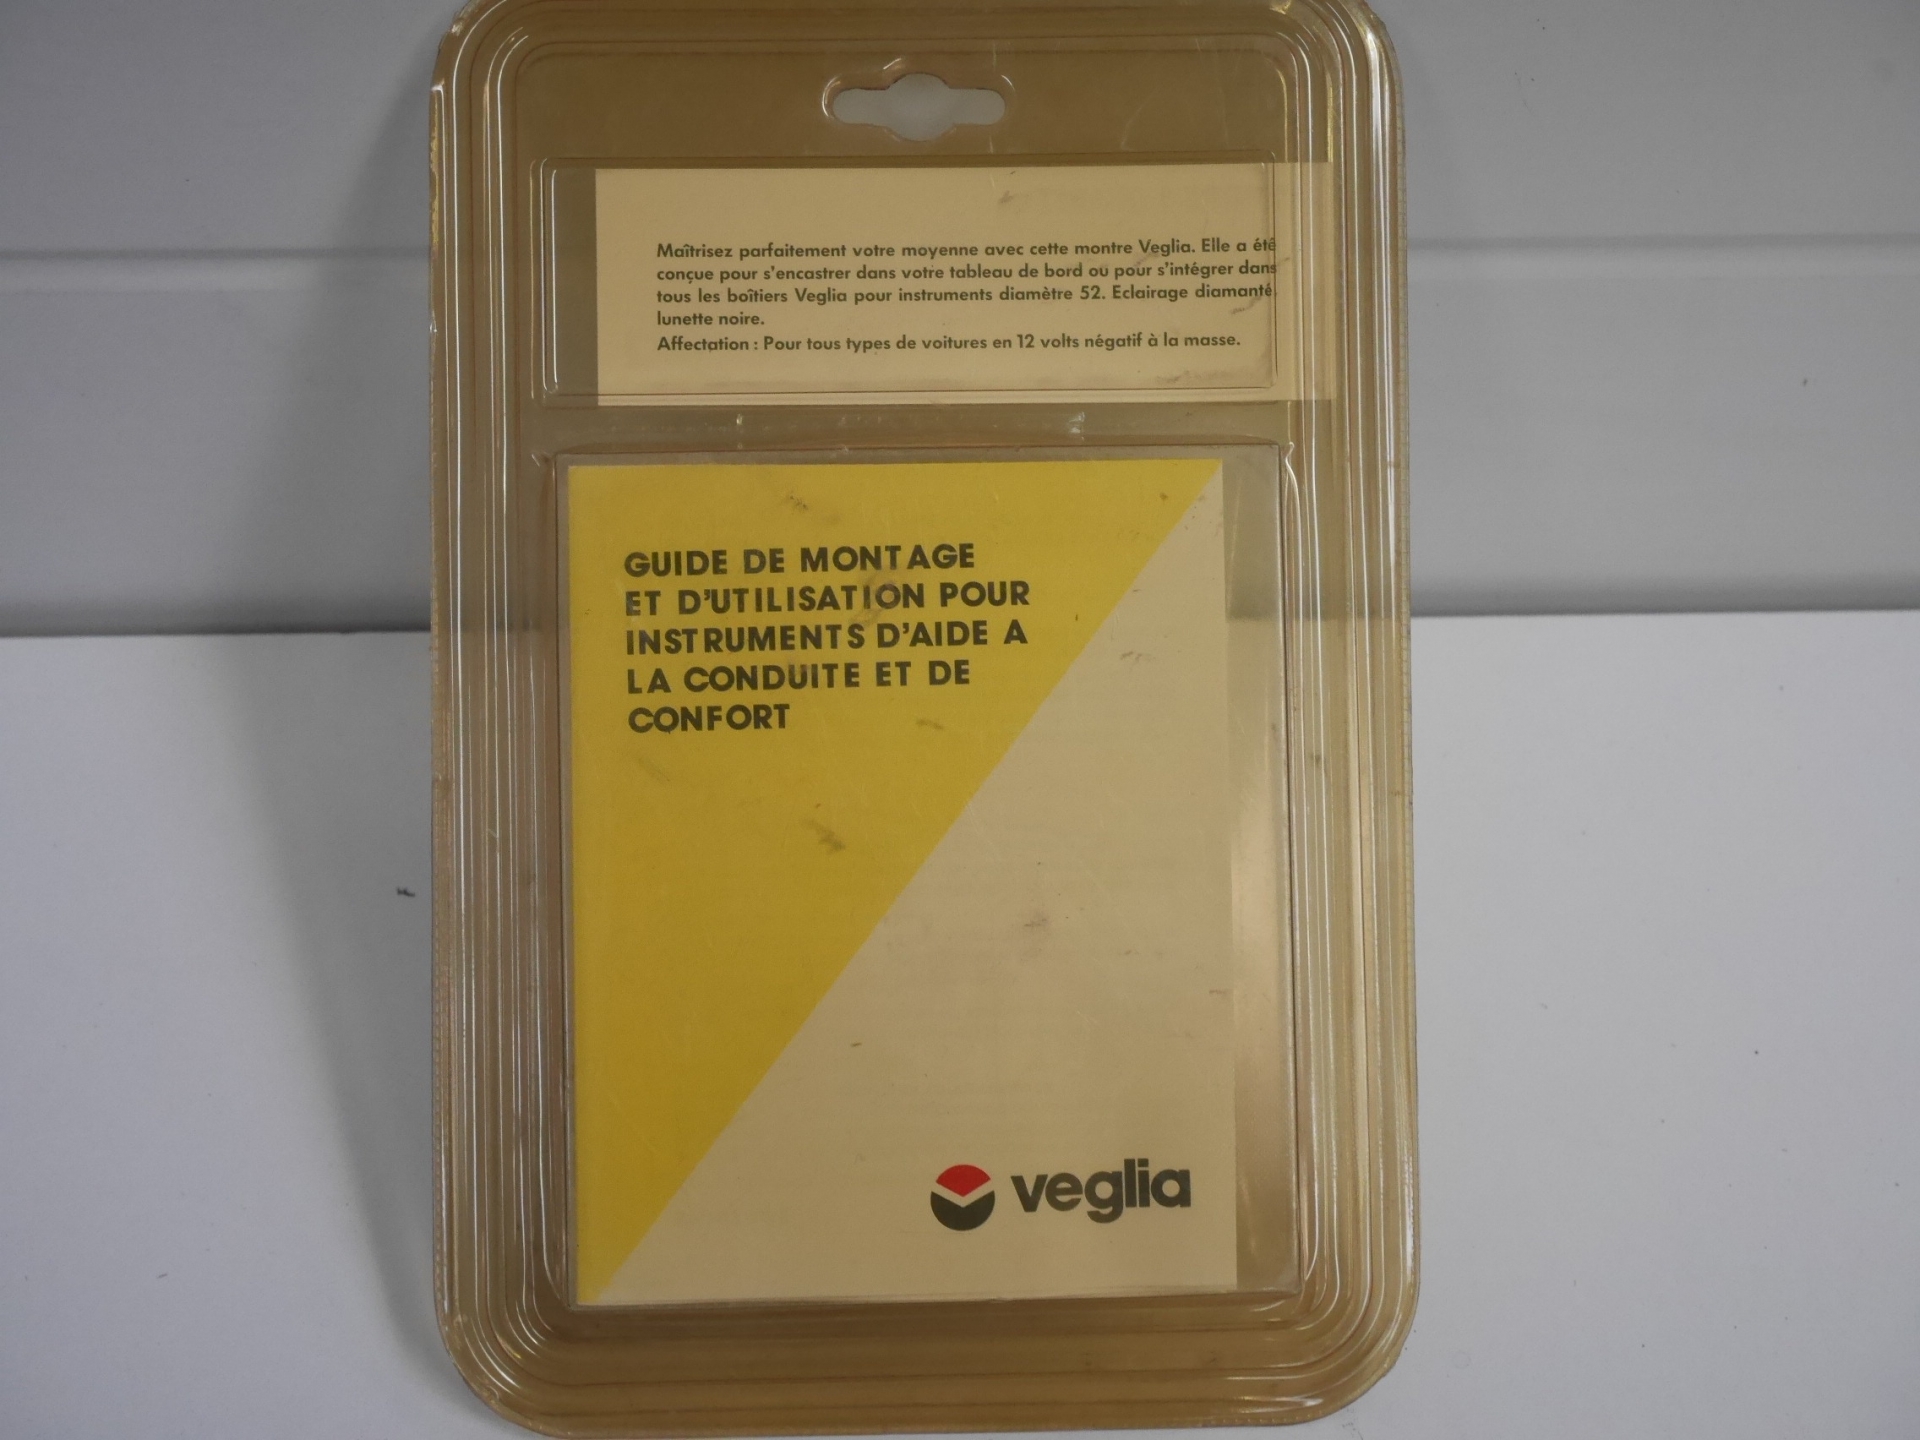 Maîtrisez parfaitement votre moyenne avec cette montre Veglia. Elle a été
conçue pour s'encastrer dans votre tableau de bord ou pour s'intégrer dans
tous les boîtiers Veglia pour instruments diamètre 52. Eclairage diamanté,
lunette noire.
Affectation : Pour tous types de voitures en 12 volts négatif à la masse.
GUIDE DE MONTAGE
ET D'UTILISATION POUR
INSTRUMENTS D'AIDE A
LA CONDUITE ET DE
CONFORT
veglia